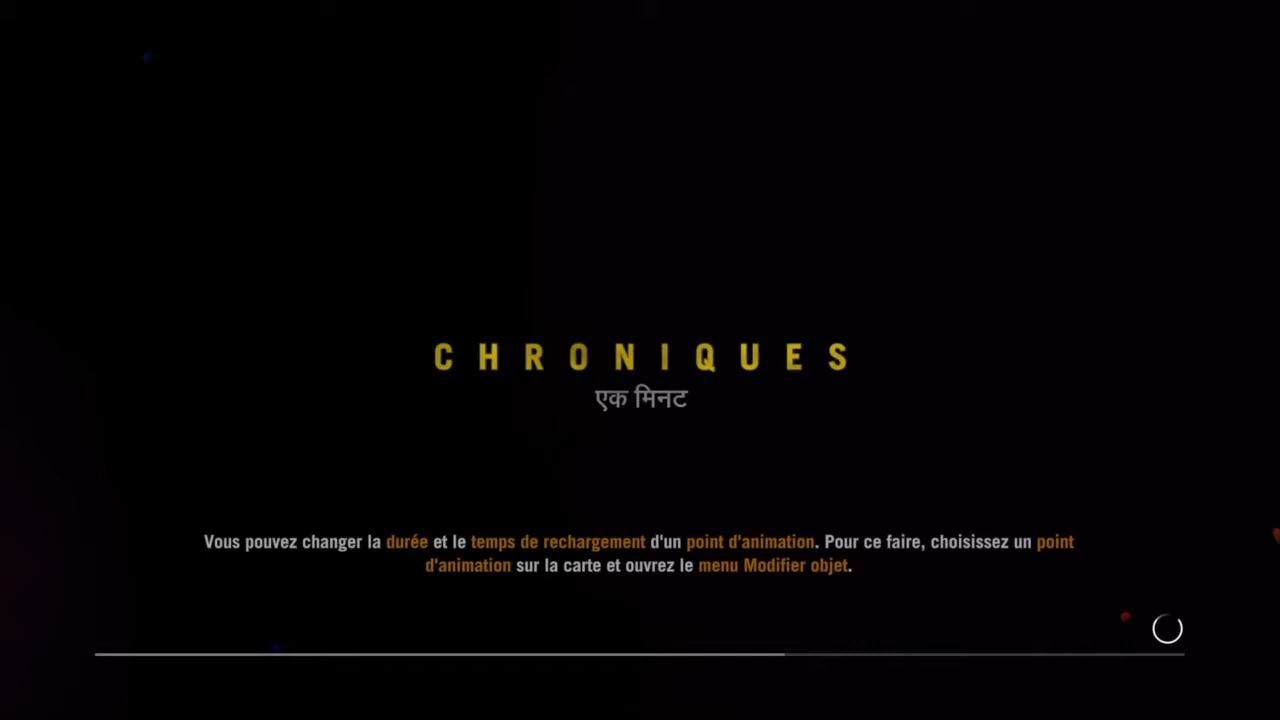 CHRONIQUES
एक मिनट
Vous pouvez changer la durée et le temps de rechargement d'un point d'animation. Pour ce faire, choisissez un point
d'animation sur la carte et ouvrez le menu Modifier objet.